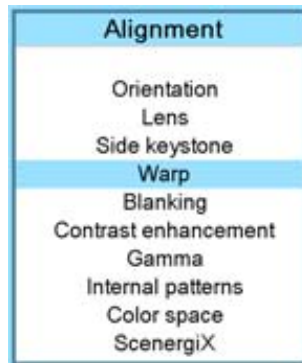 Alignment
Orientation
Lens
Side keystone
Warp
Blanking
Contrast enhancement
Gamma
Internal patterns
Color space
ScenergiX